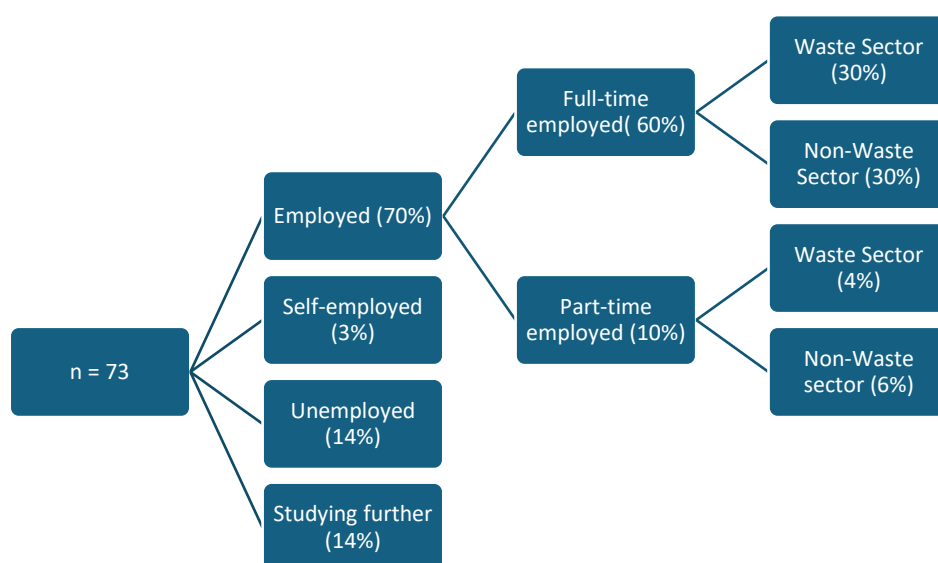 n = 73
Employed (70%)
Self-employed
(3%)
Unemployed
(14%)
Studying further
(14%)
Full-time
employed( 60%)
Part-time
employed (10%)
Waste Sector
(30%)
Non-Waste
Sector (30%)
Waste Sector
(4%)
Non-Waste
sector (6%)